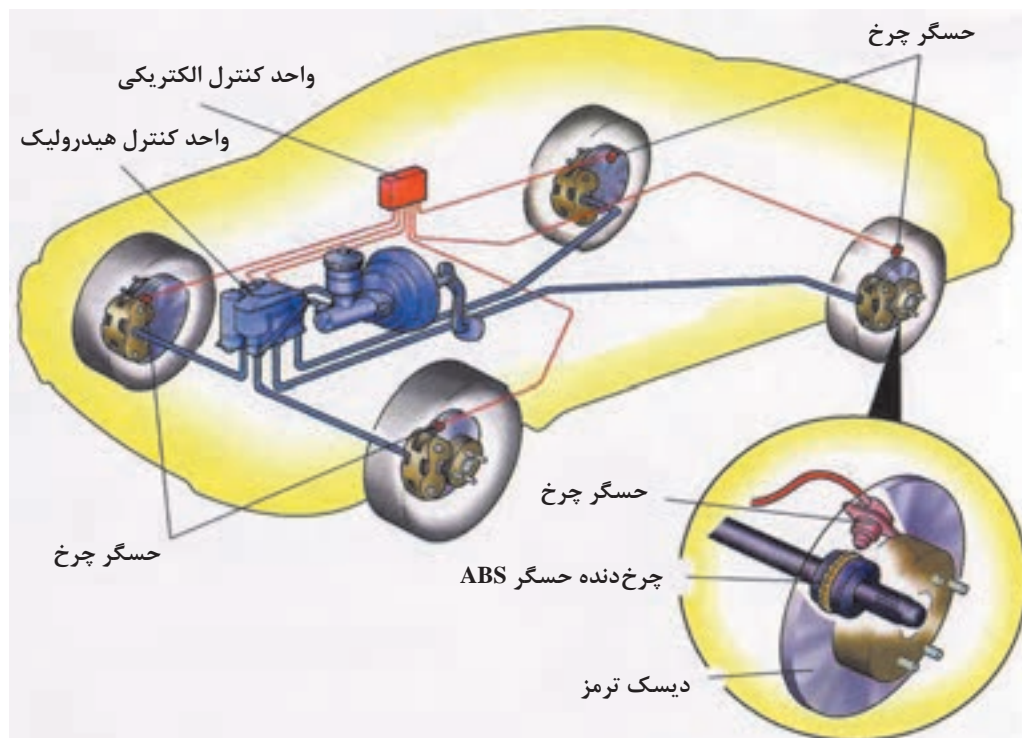 حسگر چرخ
واحد کنترل الکتریکی
واحد کنترل هیدرولیک
حسگر چرخ
حسگر چرخ
چرخ‌دنده حسگر ABS
دیسک ترمز